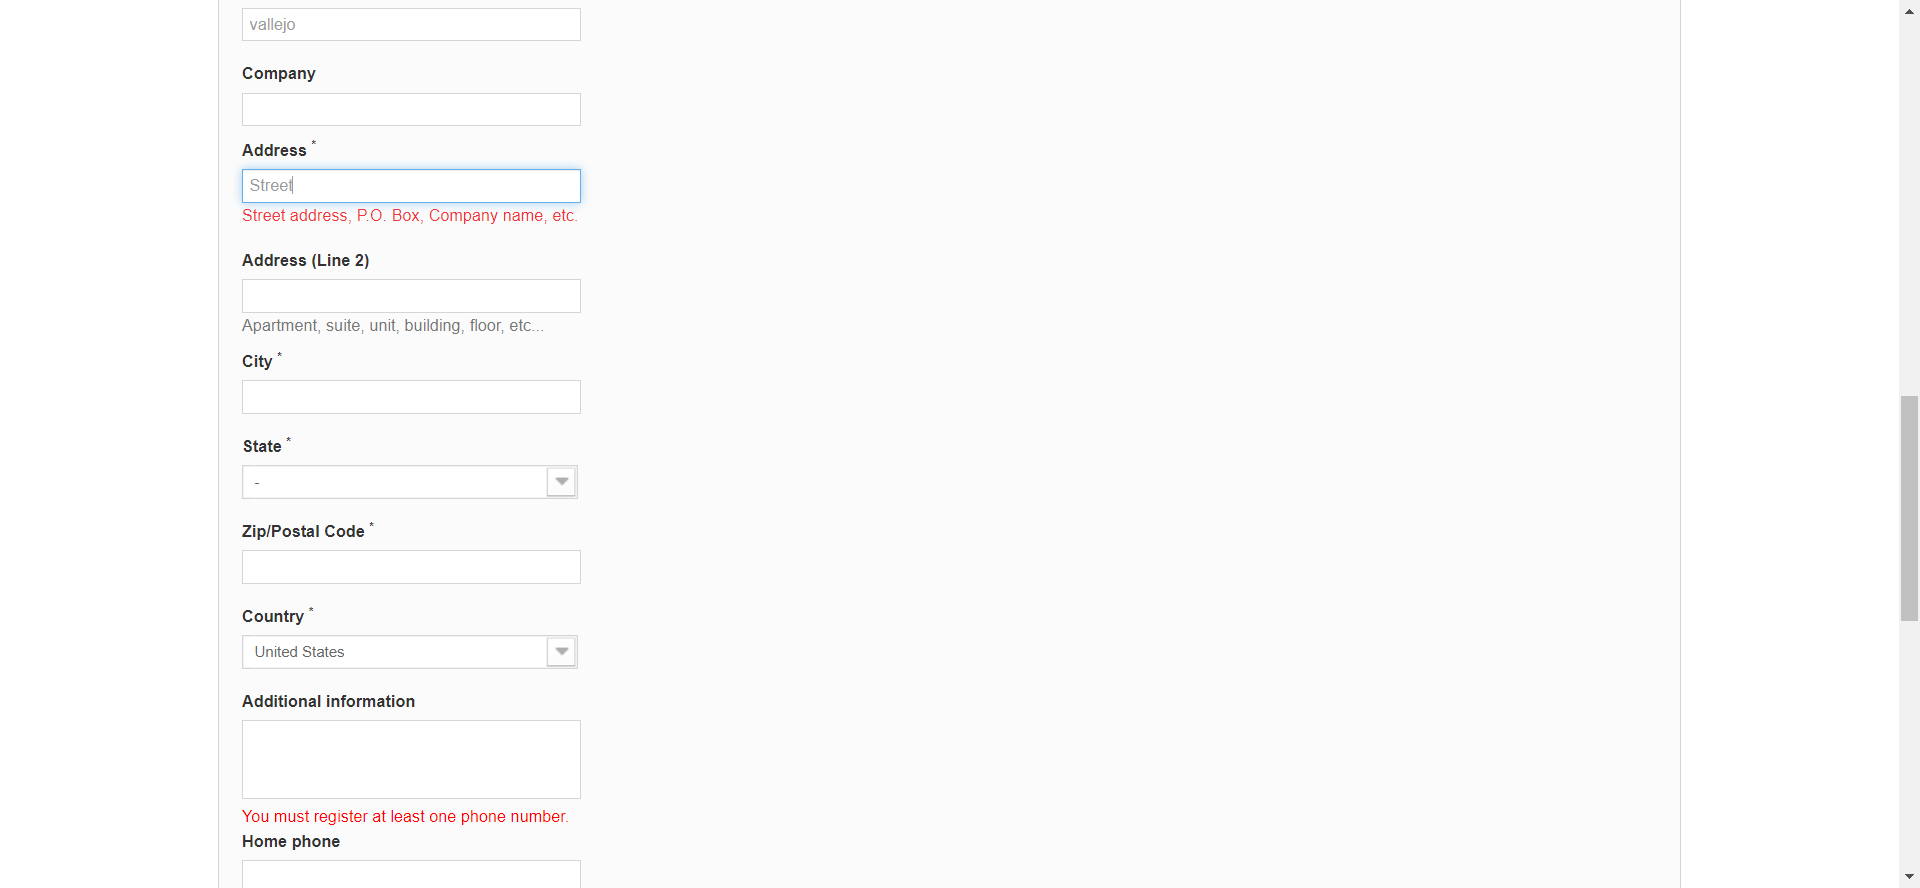 vallejo
Company
Address *
Street
Street address, P.O. Box, Company name, etc.
Address (Line 2)
Apartment, suite, unit, building, floor, etc...
City *
State *
-
Zip/Postal Code *
Country *
United States
Additional information
You must register at least one phone number.
Home phone